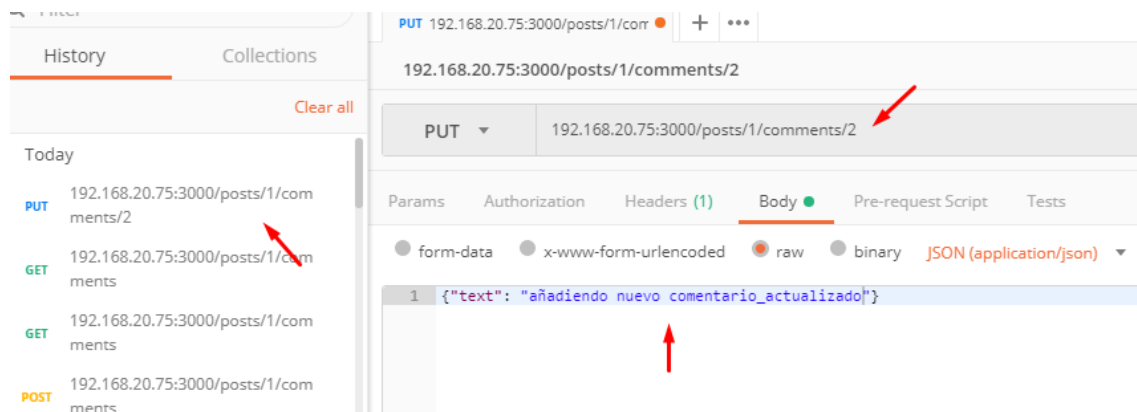 Filter
History Collections
Clear all
Today
PUT 192.168.20.75:3000/posts/1/com
ments/2
GET 192.168.20.75:3000/posts/1/com
ments
GET 192.168.20.75:3000/posts/1/com
ments
POST 192.168.20.75:3000/posts/1/com
ments
PUT 192.168.20.75:3000/posts/1/com
192.168.20.75:3000/posts/1/comments/2
PUT 192.168.20.75:3000/posts/1/comments/2
Params Authorization Headers (1) Body Pre-request Script Tests
form-data x-www-form-urlencoded raw binary JSON (application/json)
1 {"text": "añadiendo nuevo comentario_actualizado"}